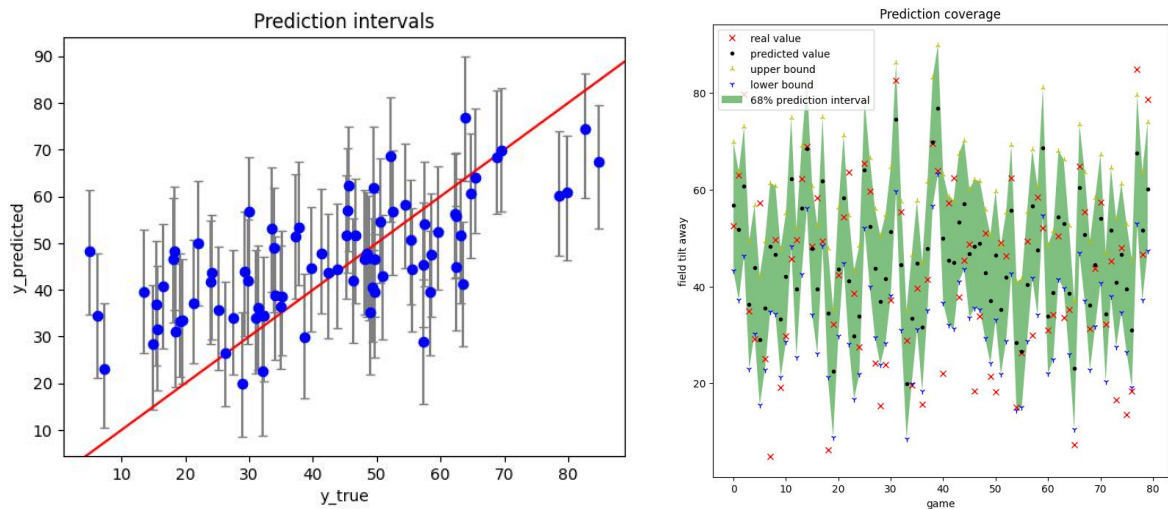 Prediction intervals
90
80
70
60
50
40
30
20
10
y_predicted
10 20 30 40 50 60 70 80
y_true
Prediction coverage
real value
predicted value
upper bound
lower bound
68% prediction interval
80
60
40
20
field tilt away
0 10 20 30 40 50 60 70 80
game